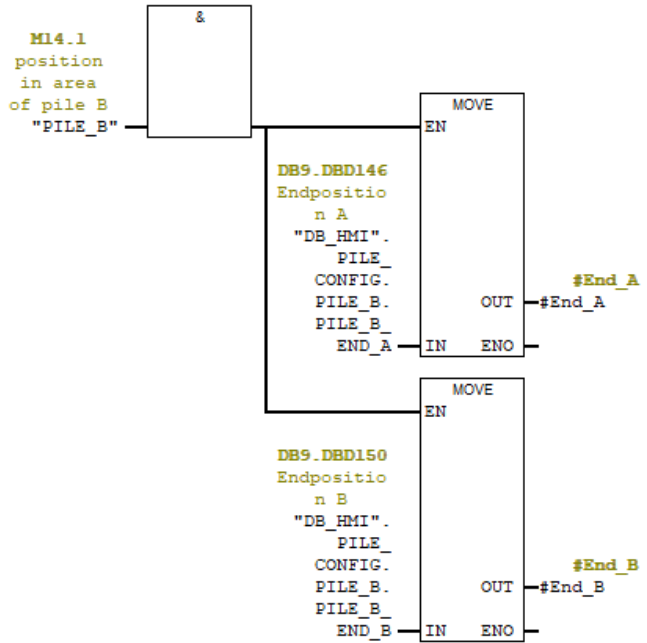 &
M14.1
position
in area
of pile B
"PILE_B"
MOVE
EN
DB9.DBD146
Endpositio
n A
"DB_HMI".
PILE_
CONFIG.
PILE_B.
PILE_B_
END_A
IN
#End_A
OUT
#End_A
ENO
MOVE
EN
DB9.DBD150
Endpositio
n B
"DB_HMI".
PILE_
CONFIG.
PILE_B.
PILE_B_
END_B
IN
#End_B
OUT
#End_B
ENO